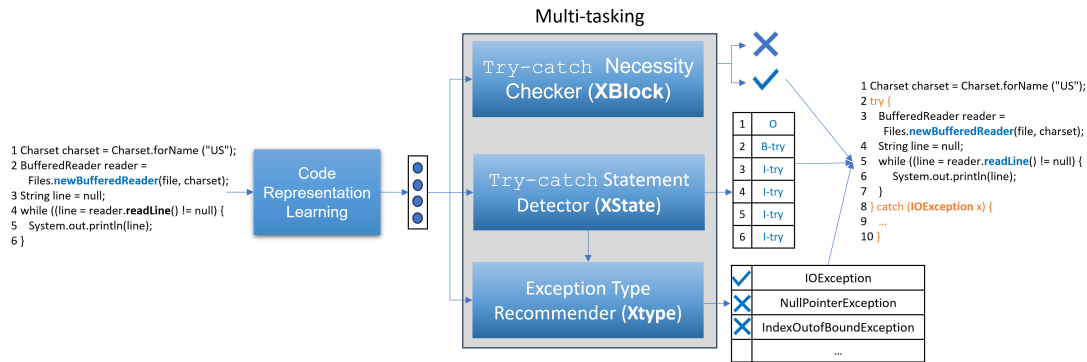 Multi-tasking
1 Charset charset = Charset.forName ("US");
2 BufferedReader reader =
Files.newBufferedReader(file, charset);
3 String line = null;
4 while ((line = reader.readLine() != null) {
5 System.out.println(line);
6 }
Code
Representation
Learning
Try-catch Necessity
Checker (XBlock)
Try-catch Statement
Detector (XState)
Exception Type
Recommender (Xtype)
1 O
2 B-try
3 I-try
4 I-try
5 I-try
6 I-try
IOException
NullPointerException
IndexOutofBoundException
...
1 Charset charset = Charset.forName ("US");
2 try {
3 BufferedReader reader =
Files.newBufferedReader(file, charset);
4 String line = null;
5 while ((line = reader.readLine() != null) {
6 System.out.println(line);
7 }
8 } catch (IOException x) {
9 ...
10 }